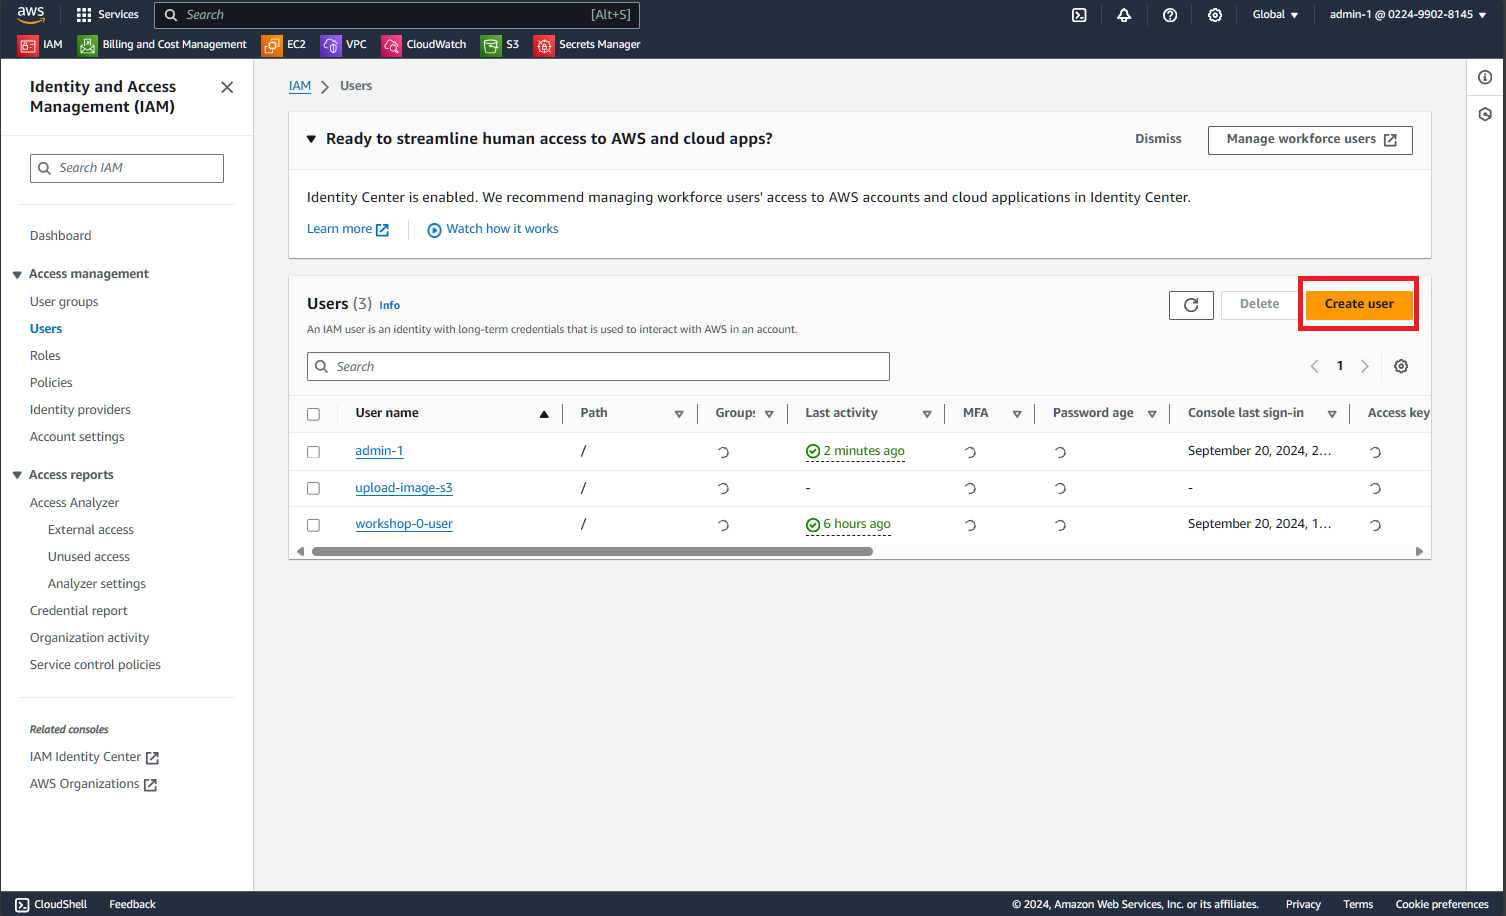 aws
Services
Search
[Alt+S]
Global
admin-1 @ 0224-9902-8145
IAM
Billing and Cost Management
EC2
VPC
CloudWatch
S3
Secrets Manager
Identity and Access
Management (IAM)
Search IAM
Dashboard
Access management
User groups
Users
Roles
Policies
Identity providers
Account settings
Access reports
Access Analyzer
External access
Unused access
Analyzer settings
Credential report
Organization activity
Service control policies
Related consoles
IAM Identity Center
AWS Organizations
IAM > Users
Ready to streamline human access to AWS and cloud apps?
Dismiss
Manage workforce users
Identity Center is enabled. We recommend managing workforce users' access to AWS accounts and cloud applications in Identity Center.
Learn more
Watch how it works
Users (3) Info
Delete
Create user
An IAM user is an identity with long-term credentials that is used to interact with AWS in an account.
Search
1
User name Path Groups Last activity MFA Password age Console last sign-in Access key
admin-1 / 2 minutes ago September 20, 2024, 2...
upload-image-s3 / - -
workshop-0-user / 6 hours ago September 20, 2024, 1...
CloudShell
Feedback
© 2024, Amazon Web Services, Inc. or its affiliates.
Privacy
Terms
Cookie preferences